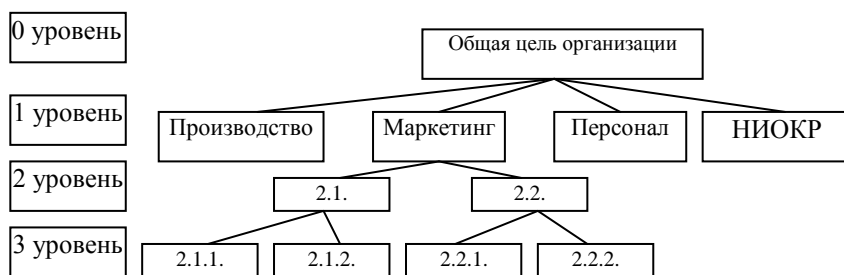 0 уровень
Общая цель организации
1 уровень
Производство
Маркетинг
Персонал
НИОКР
2 уровень
2.1.
2.2.
3 уровень
2.1.1.
2.1.2.
2.2.1.
2.2.2.